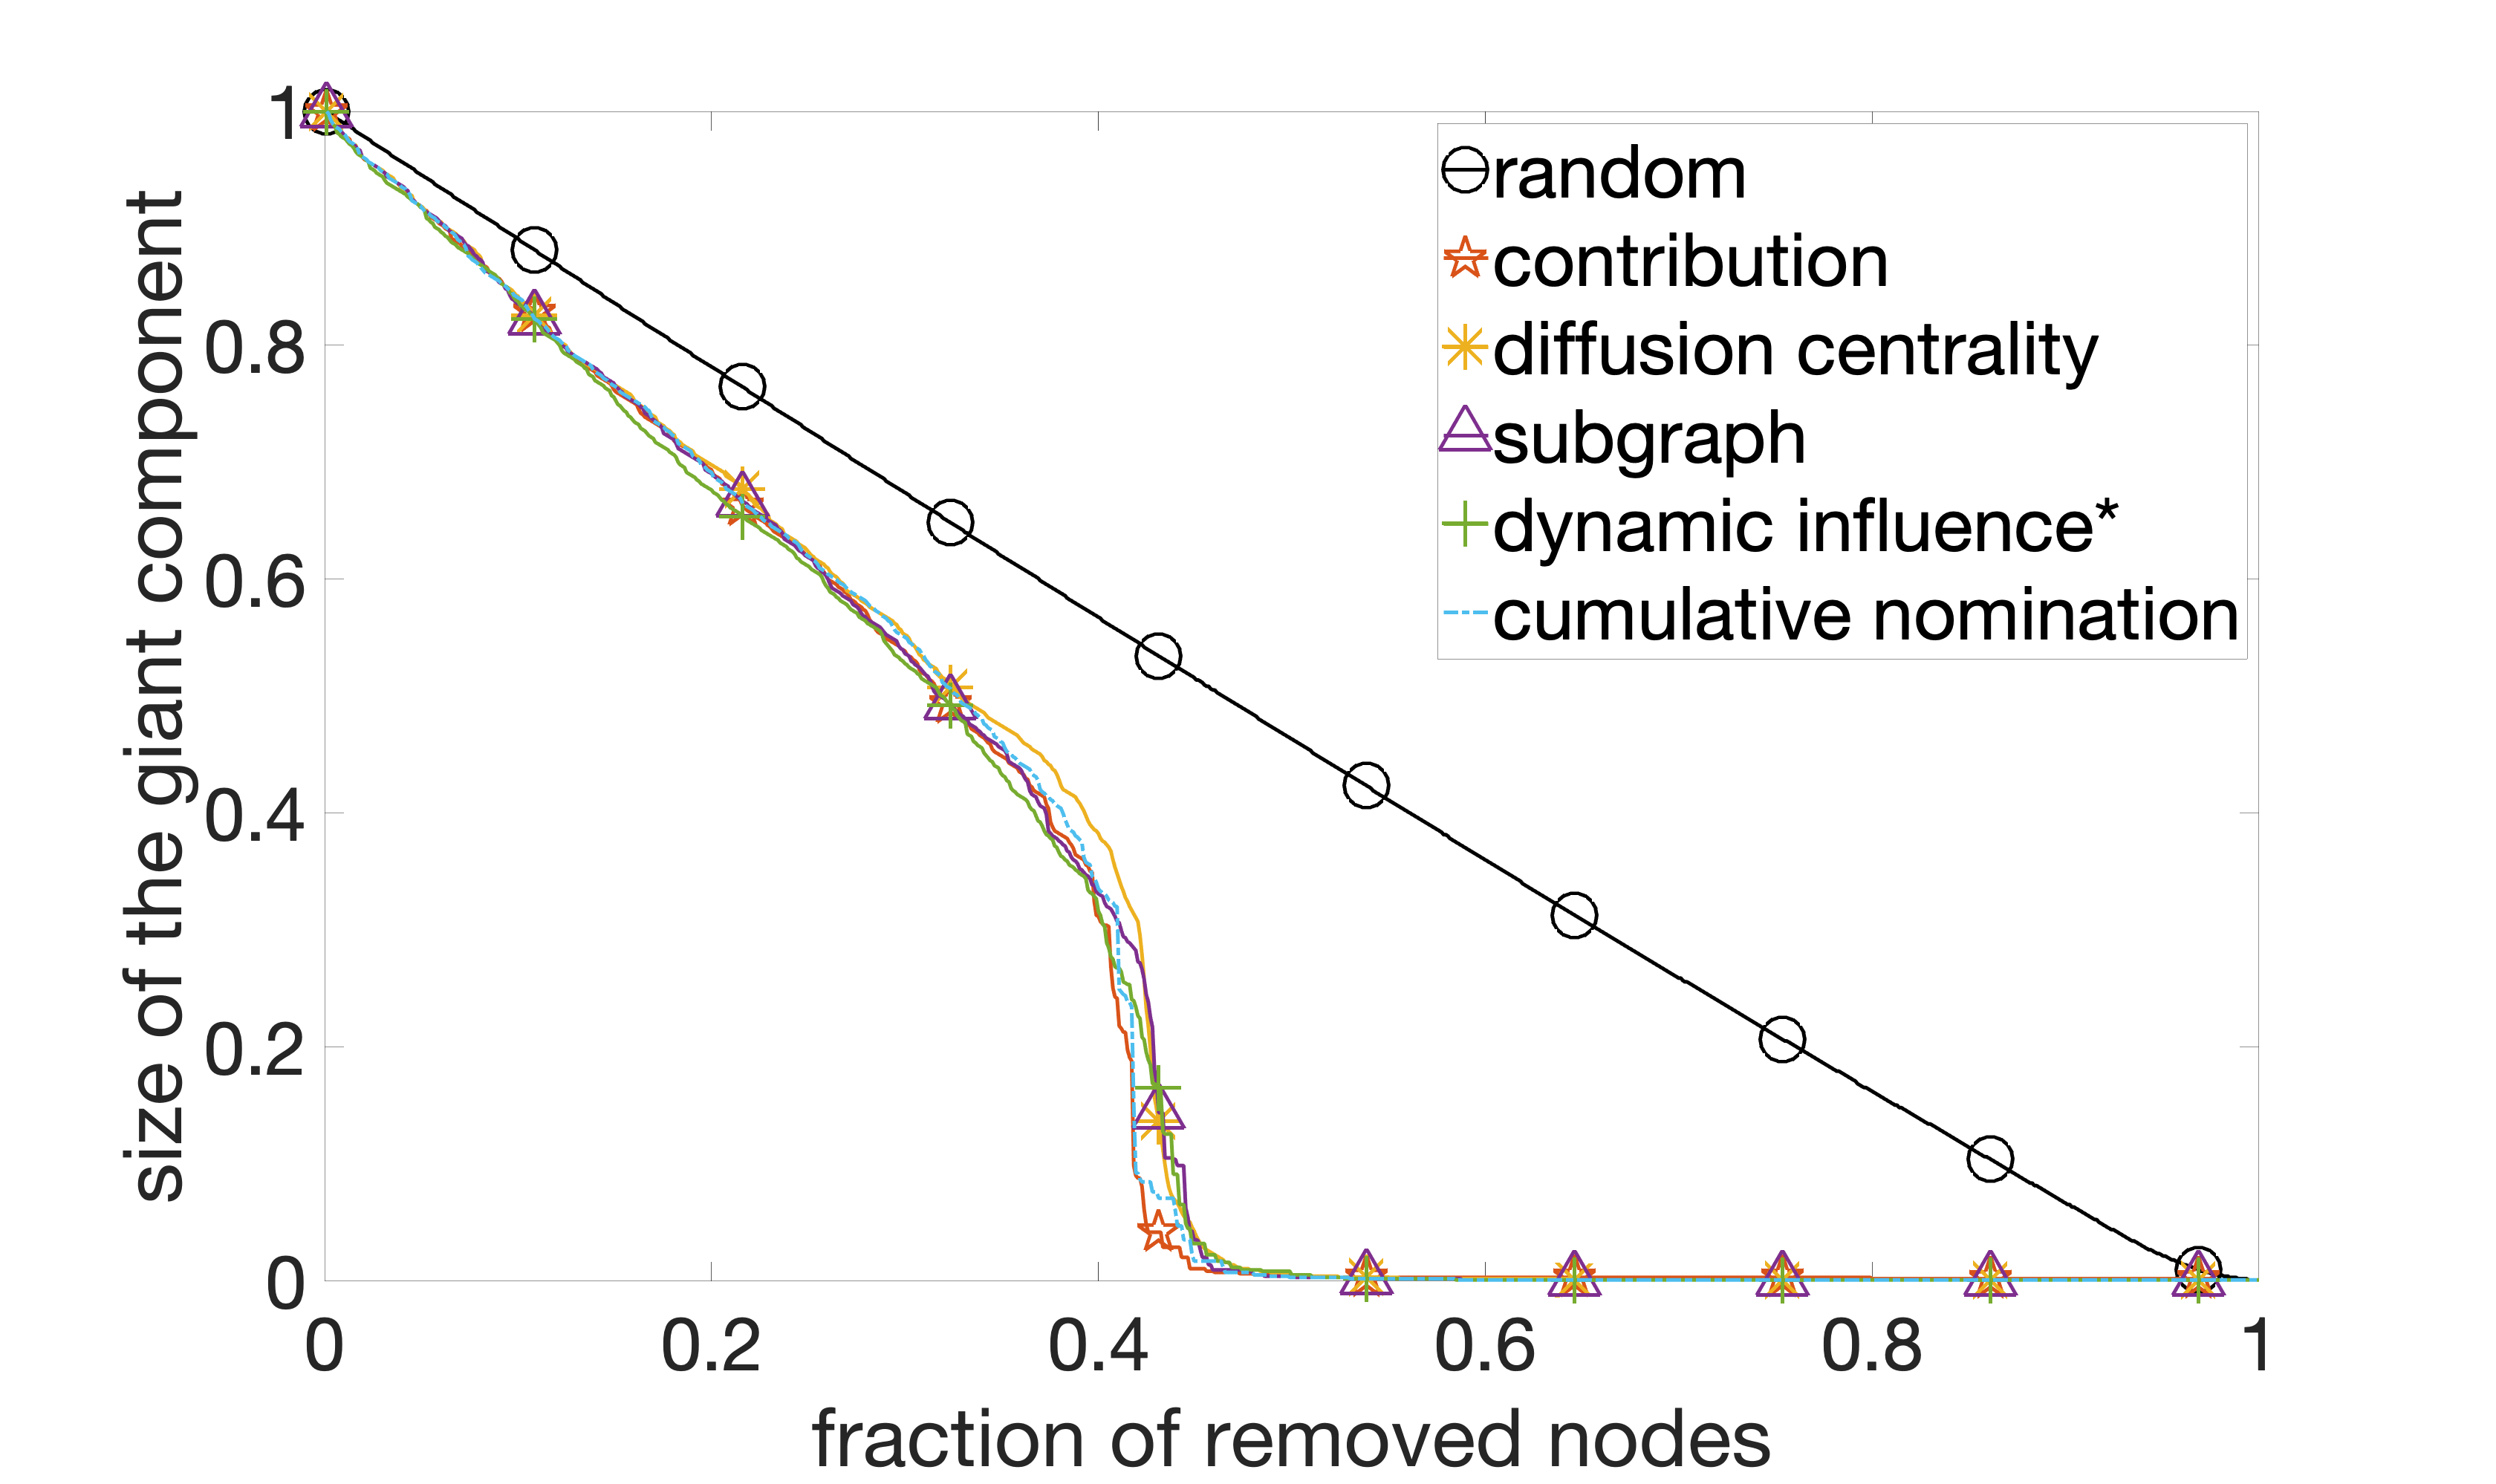 size of the giant component
1
0.8
0.6
0.4
0.2
0
random
contribution
diffusion centrality
subgraph
dynamic influence*
cumulative nomination
0 0.2 0.4 0.6 0.8 1
fraction of removed nodes